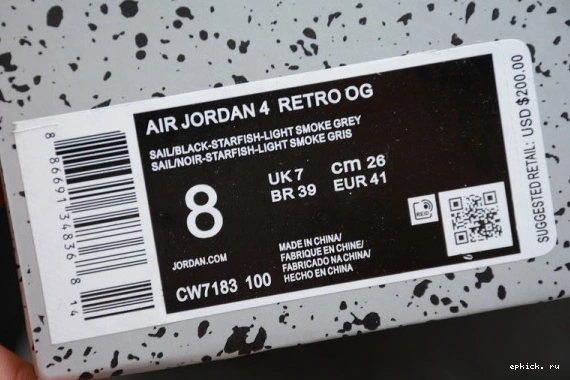 AIR JORDAN 4 RETRO OG
SAIL/BLACK-STARFISH-LIGHT SMOKE GREY
SAIL/NOIR-STARFISH-LIGHT SMOKE GRIS
8
UK 7 cm 26
BR 39 EUR 41
JORDAN.COM
MADE IN CHINA/
FABRIQUE EN CHINE/
FABRICADO NA CHINA/
HECHO EN CHINA
CW7183 100
RFID
SUGGESTED RETAIL: USD $200.00
8 86691 34836 8 14
epkick. ru